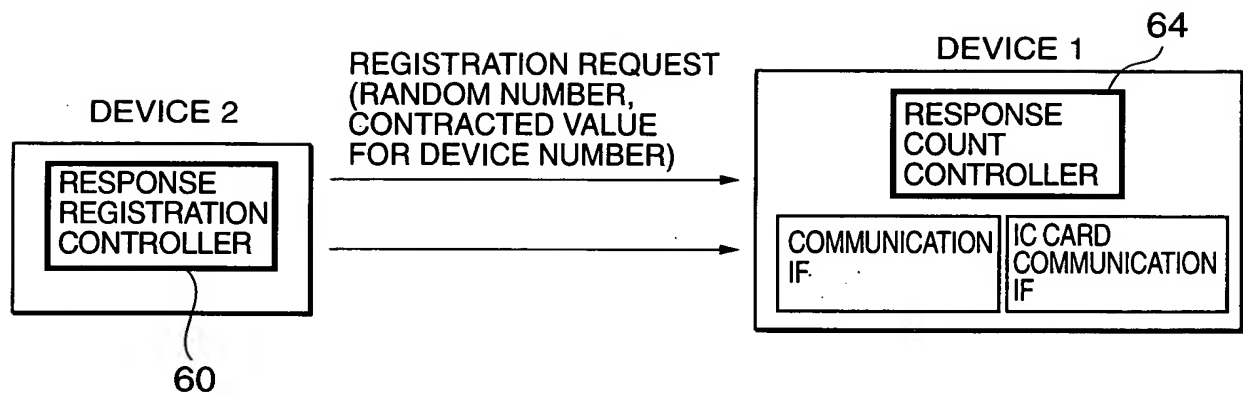 64
DEVICE 1
REGISTRATION REQUEST
(RANDOM NUMBER,
CONTRACTED VALUE
FOR DEVICE NUMBER)
DEVICE 2
RESPONSE
COUNT
CONTROLLER
RESPONSE
REGISTRATION
CONTROLLER
COMMUNICATION
IF
IC CARD
COMMUNICATION
IF
60